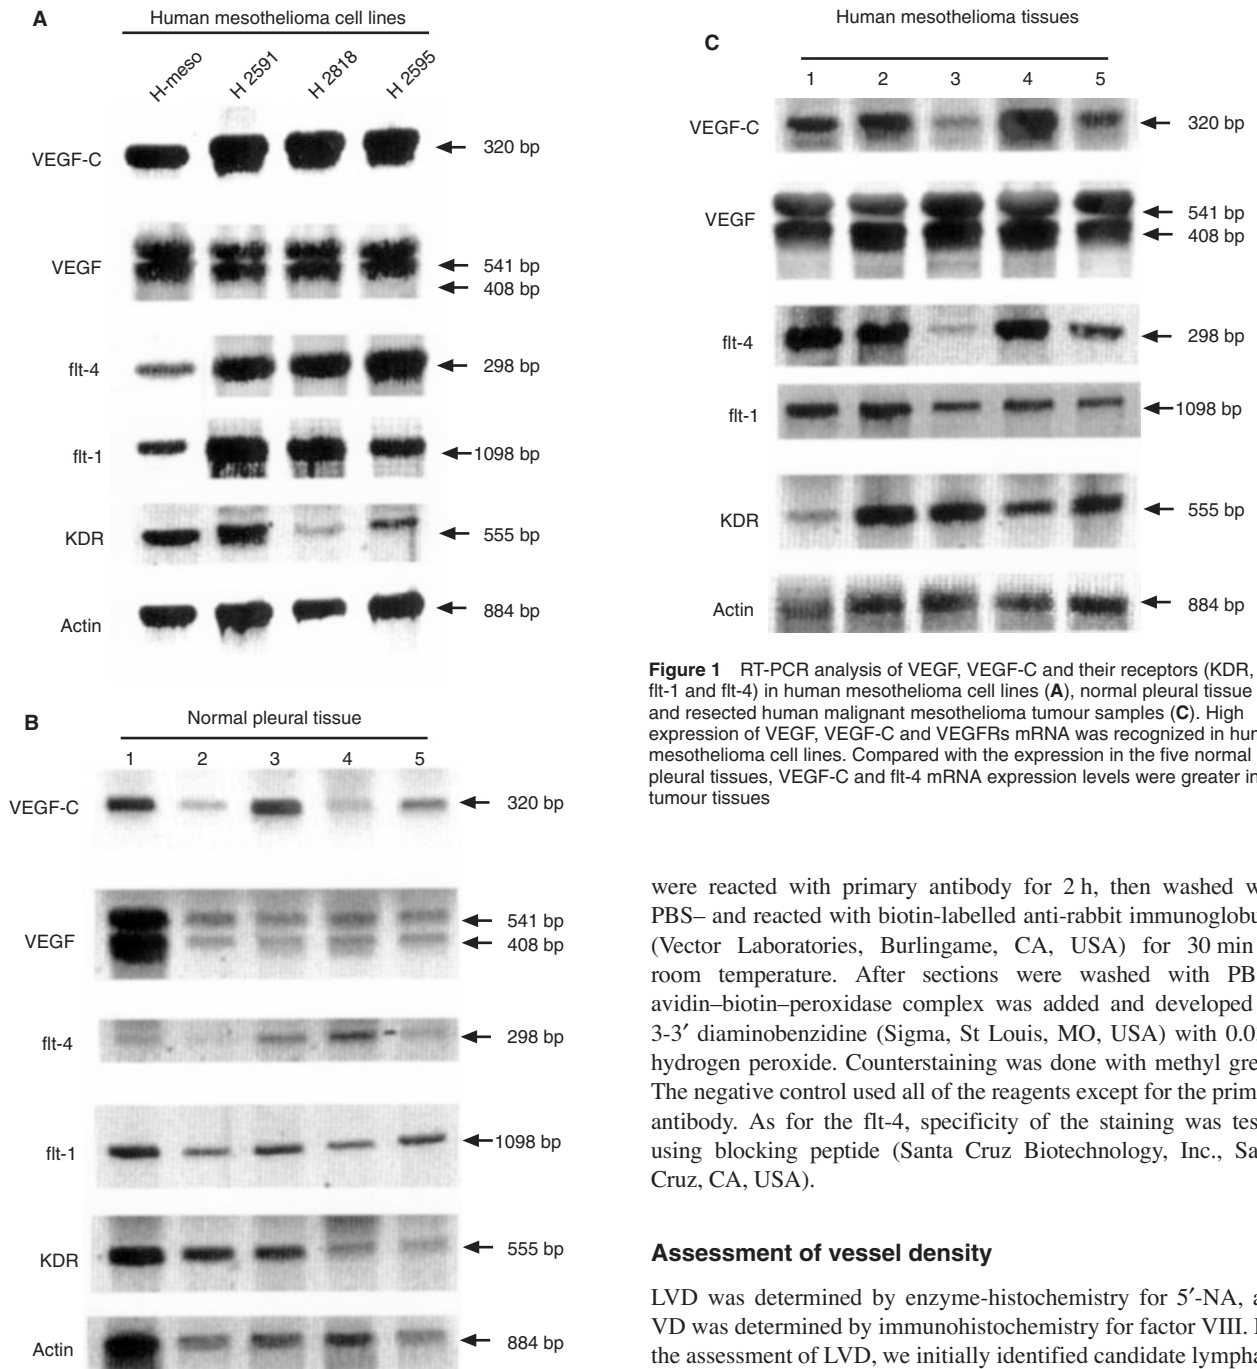 A
Human mesothelioma cell lines
H-meso
H 2591
H 2818
H 2595
VEGF-C
320 bp
VEGF
541 bp
408 bp
flt-4
298 bp
flt-1
1098 bp
KDR
555 bp
Actin
884 bp
B
Normal pleural tissue
1 2 3 4 5
VEGF-C
320 bp
VEGF
541 bp
408 bp
flt-4
298 bp
flt-1
1098 bp
KDR
555 bp
Actin
884 bp
Human mesothelioma tissues
C
1 2 3 4 5
VEGF-C
320 bp
VEGF
541 bp
408 bp
flt-4
298 bp
flt-1
1098 bp
KDR
555 bp
Actin
884 bp
Figure 1 RT-PCR analysis of VEGF, VEGF-C and their receptors (KDR,
flt-1 and flt-4) in human mesothelioma cell lines (A), normal pleural tissue
and resected human malignant mesothelioma tumour samples (C). High
expression of VEGF, VEGF-C and VEGFRs mRNA was recognized in
mesothelioma cell lines. Compared with the expression in the five normal
pleural tissues, VEGF-C and flt-4 mRNA expression levels were greater in
tumour tissues
were reacted with primary antibody for 2 h, then washed
PBS– and reacted with biotin-labelled anti-rabbit
(Vector Laboratories, Burlingame, CA, USA) for 30 min
room temperature. After sections were washed with
avidin–biotin–peroxidase complex was added and developed
3-3′ diaminobenzidine (Sigma, St Louis, MO, USA) with
hydrogen peroxide. Counterstaining was done with methyl
The negative control used all of the reagents except for the
antibody. As for the flt-4, specificity of the staining was
using blocking peptide (Santa Cruz Biotechnology, Inc.,
Cruz, CA, USA).
Assessment of vessel density
LVD was determined by enzyme-histochemistry for 5′-NA,
VD was determined by immunohistochemistry for factor VIII.
the assessment of LVD, we initially identified candidate